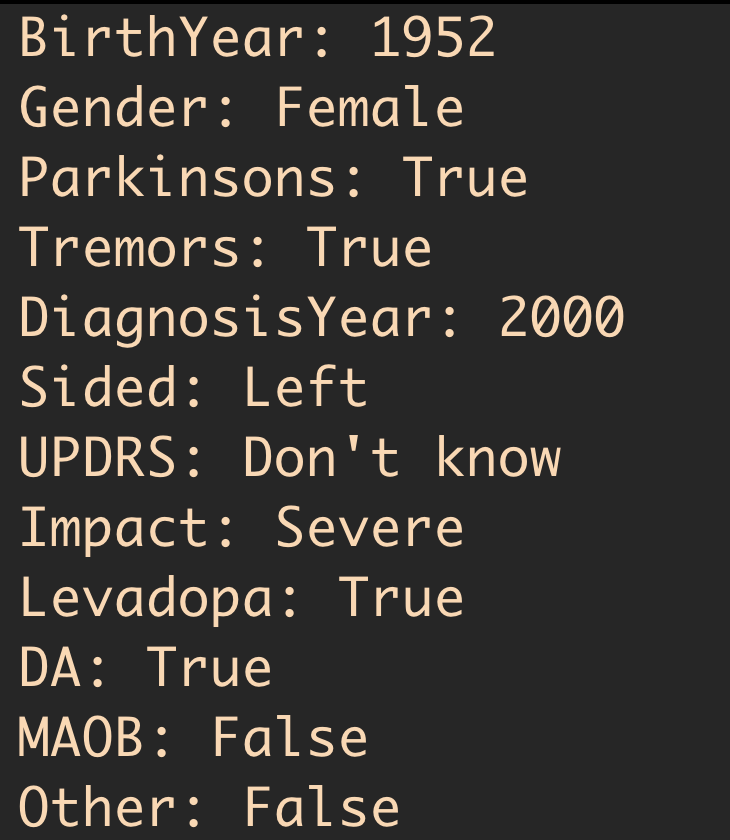 BirthYear: 1952
Gender: Female
Parkinsons: True
Tremors: True
DiagnosisYear: 2000
Sided: Left
UPDRS: Don't know
Impact: Severe
Levadopa: True
DA: True
MAOB: False
Other: False